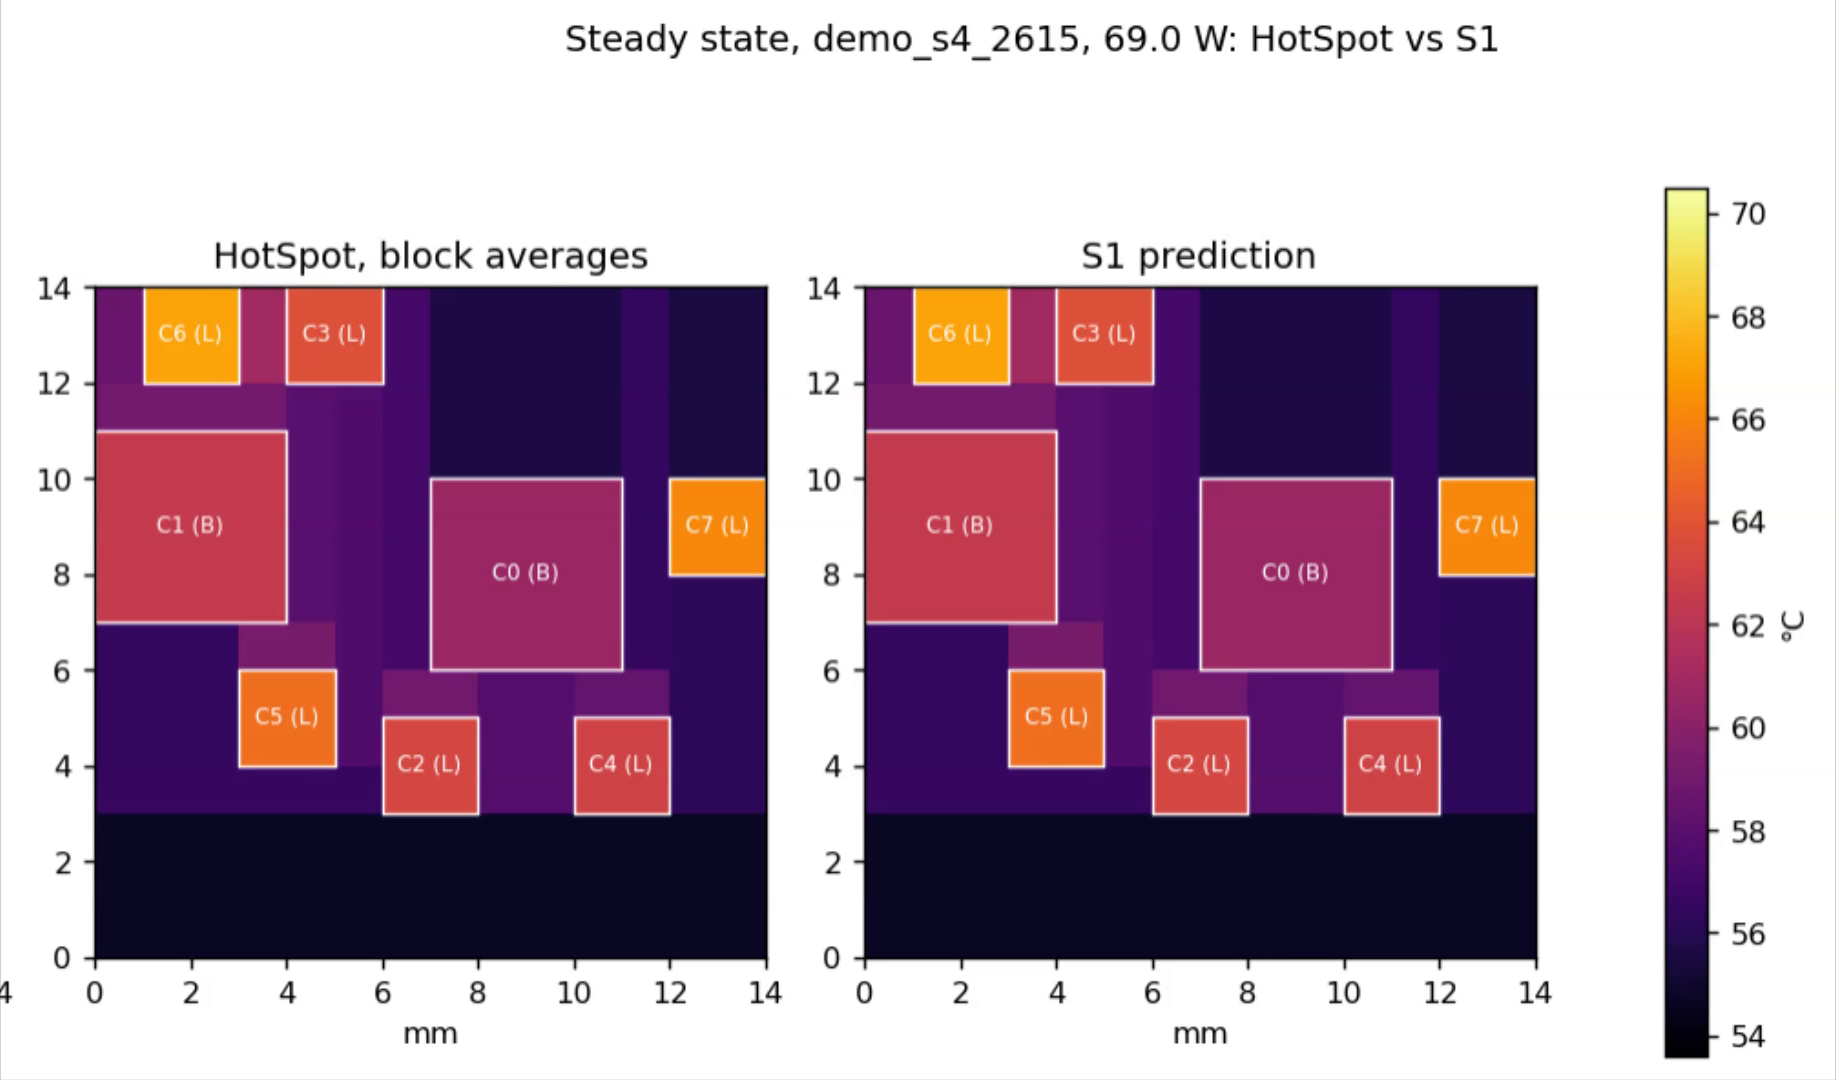 Steady state, demo_s4_2615, 69.0 W: HotSpot vs S1
HotSpot, block averages
S1 prediction
14
12
10
8
6
4
2
0
0 2 4 6 8 10 12 14
mm
C6 (L)
C3 (L)
C1 (B)
C0 (B)
C7 (L)
C5 (L)
C2 (L)
C4 (L)
14
12
10
8
6
4
2
0
0 2 4 6 8 10 12 14
mm
C6 (L)
C3 (L)
C1 (B)
C0 (B)
C7 (L)
C5 (L)
C2 (L)
C4 (L)
70
68
66
64
62
60
58
56
54
°C
4